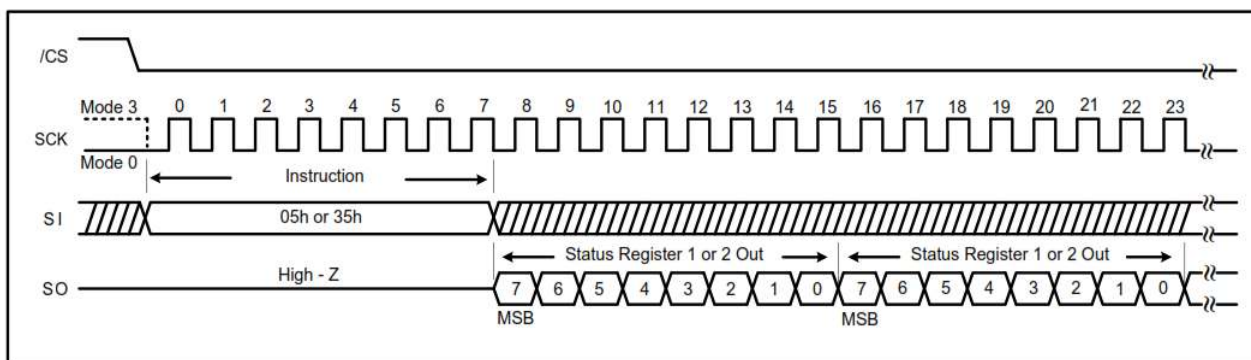 /CS
Mode 3 0 1 2 3 4 5 6 7 8 9 10 11 12 13 14 15 16 17 18 19 20 21 22 23
SCK
Mode 0
Instruction
SI 05h or 35h
Status Register 1 or 2 Out Status Register 1 or 2 Out
High - Z
SO 7 6 5 4 3 2 1 0 7 6 5 4 3 2 1 0
MSB MSB